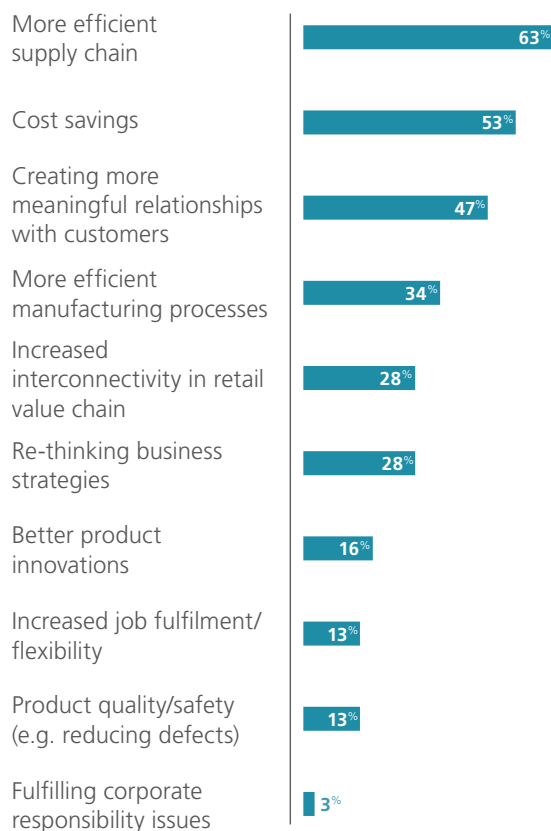 More efficient
supply chain
63%
Cost savings
53%
Creating more
meaningful relationships
with customers
47%
More efficient
manufacturing processes
34%
Increased
interconnectivity in retail
value chain
28%
Re-thinking business
strategies
28%
Better product
innovations
16%
Increased job fulfilment/
flexibility
13%
Product quality/safety
(e.g. reducing defects)
13%
Fulfilling corporate
responsibility issues
3%